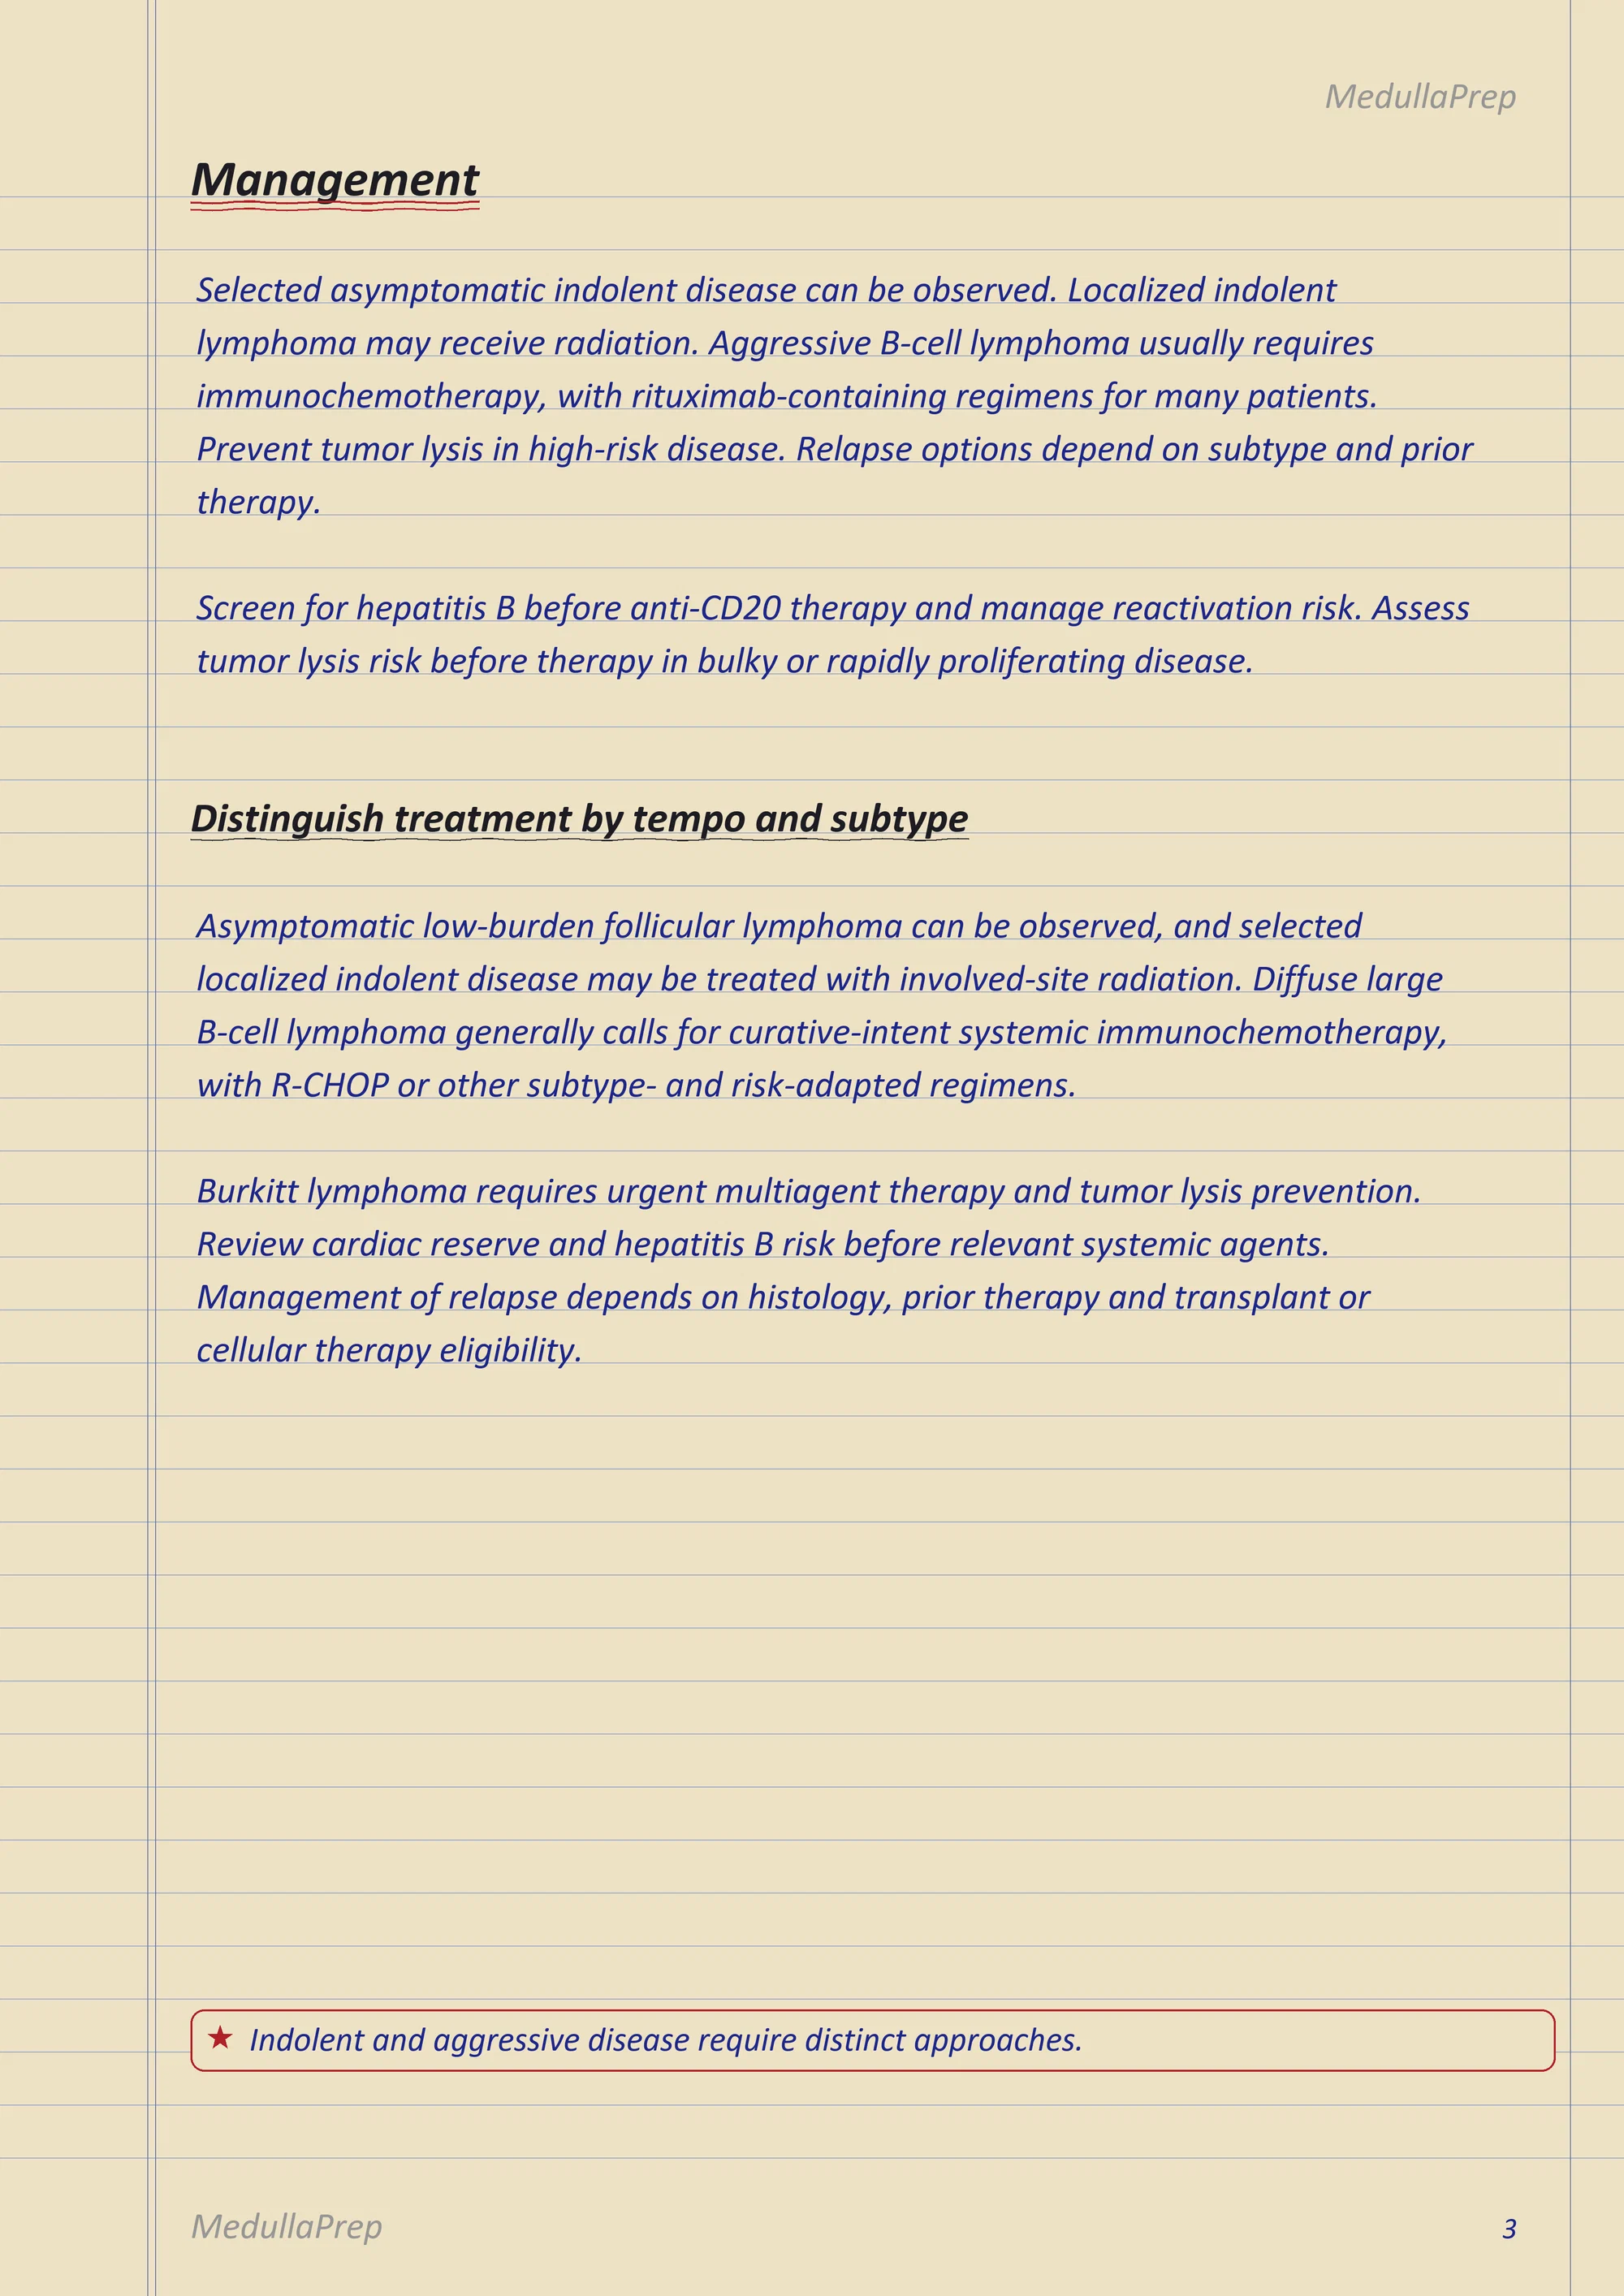 MedullaPrep
Management
Selected asymptomatic indolent disease can be observed. Localized indolent
lymphoma may receive radiation. Aggressive B-cell lymphoma usually requires
immunochemotherapy, with rituximab-containing regimens for many patients.
Prevent tumor lysis in high-risk disease. Relapse options depend on subtype and prior
therapy.
Screen for hepatitis B before anti-CD20 therapy and manage reactivation risk. Assess
tumor lysis risk before therapy in bulky or rapidly proliferating disease.
Distinguish treatment by tempo and subtype
Asymptomatic low-burden follicular lymphoma can be observed, and selected
localized indolent disease may be treated with involved-site radiation. Diffuse large
B-cell lymphoma generally calls for curative-intent systemic immunochemotherapy,
with R-CHOP or other subtype- and risk-adapted regimens.
Burkitt lymphoma requires urgent multiagent therapy and tumor lysis prevention.
Review cardiac reserve and hepatitis B risk before relevant systemic agents.
Management of relapse depends on histology, prior therapy and transplant or
cellular therapy eligibility.
★ Indolent and aggressive disease require distinct approaches.
MedullaPrep
3